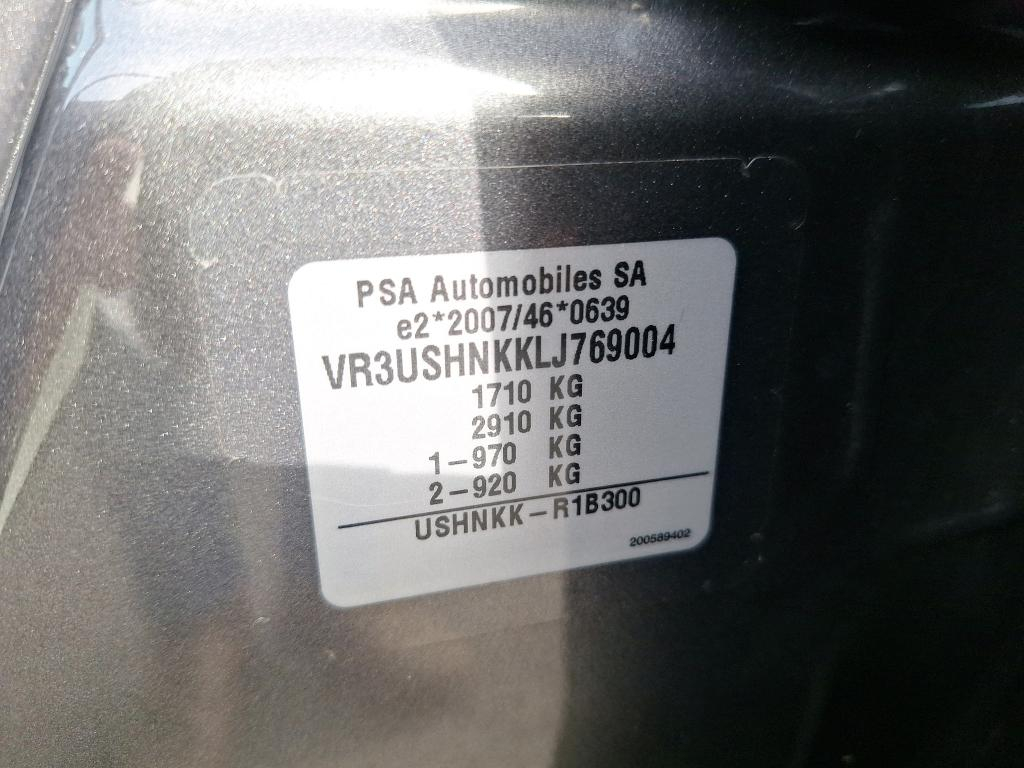 PSA Automobiles SA
e2*2007/46*0639
VR3USHNKKLJ769004
1710 KG
2910 KG
1-970 KG
2-920 KG
USHNKK-R1B300
200589402